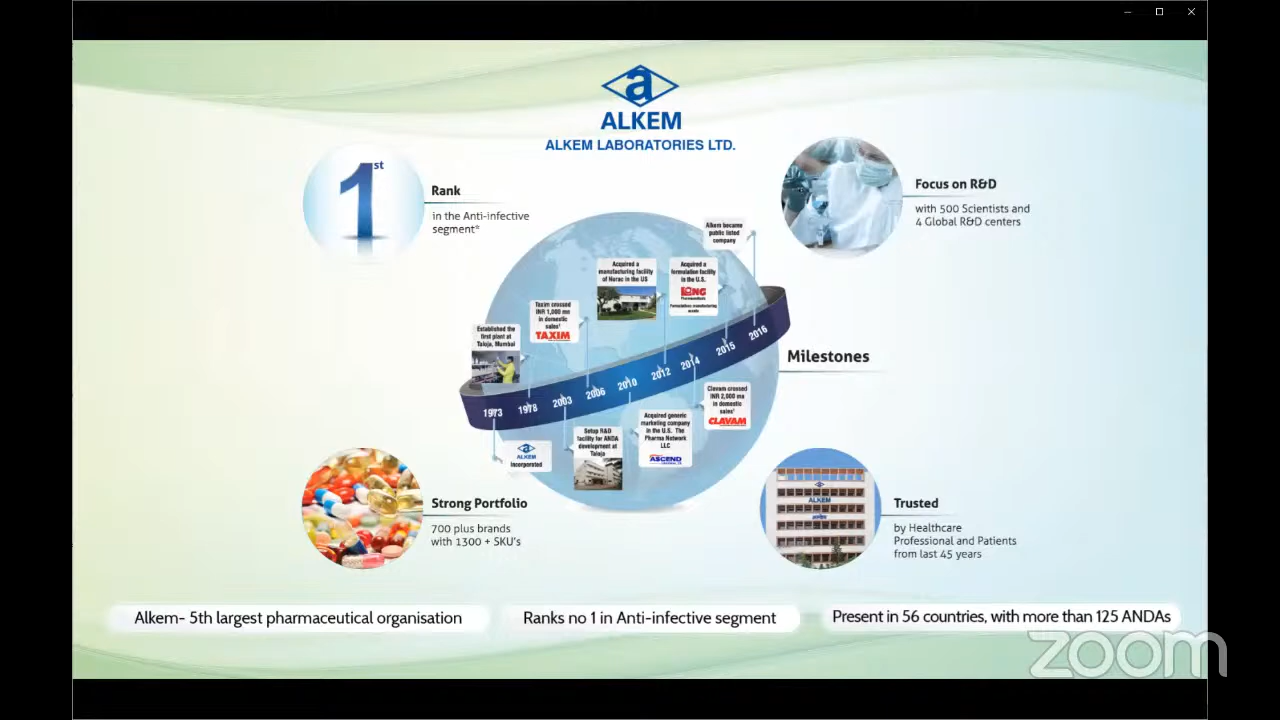 a
ALKEM
ALKEM LABORATORIES LTD.
1st
Rank
in the Anti-infective
segment*
Focus on R&D
with 500 Scientists and
4 Global R&D centers
Established the
first plant at
Taloja, Mumbai
Taxim crossed
INR 1,000 mn
in domestic
sales¹
TAXIM
Acquired a
manufacturing facility
of Norac in the US
Acquired a
formulation facility
in the U.S.
Pharmaceuticals
Formulations manufacturing
assets
Alkem became
public listed
company
1973
1978
2003
2006
2010
2012
2014
2015
2016
Milestones
a
ALKEM
Incorporated
Setup R&D
facility for ANDA
development at
Taloja
Acquired generic
marketing company
in the U.S. The
Pharma Network
LLC
ASCEND
Clavam crossed
INR 2,000 mn
in domestic
sales¹
CLAVAM
Strong Portfolio
700 plus brands
with 1300 + SKU's
ALKEM
Trusted
by Healthcare
Professional and Patients
from last 45 years
Alkem- 5th largest pharmaceutical organisation
Ranks no 1 in Anti-infective segment
Present in 56 countries, with more than 125 ANDAs
zoom